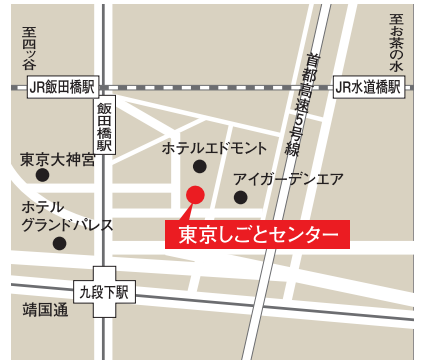 至四ッ谷
至お茶の水
JR飯田橋駅
首都高速5号線
JR水道橋駅
飯田橋駅
ホテルエドモント
東京大神宮
アイガーデンエア
ホテル
グランドパレス
東京しごとセンター
九段下駅
靖国通